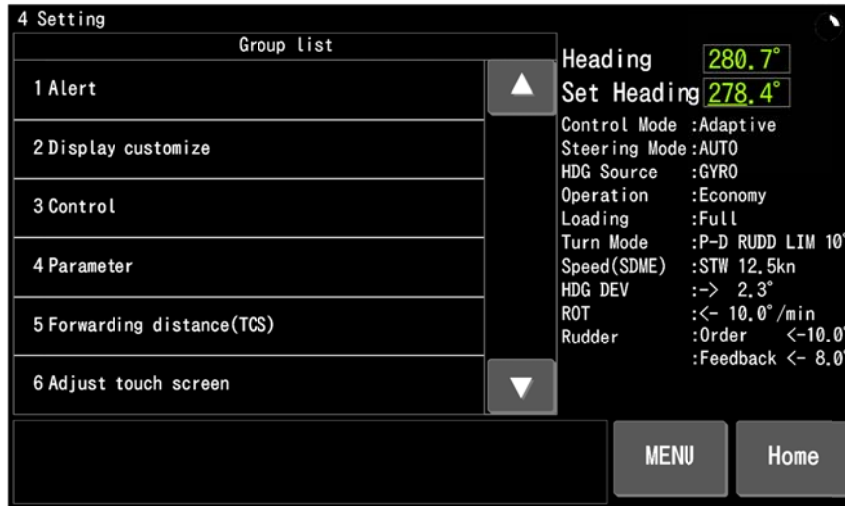 4 Setting
Group list
1 Alert
2 Display customize
3 Control
4 Parameter
5 Forwarding distance(TCS)
6 Adjust touch screen
Heading 280.7°
Set Heading 278.4°
Control Mode :Adaptive
Steering Mode:AUTO
HDG Source :GYRO
Operation :Economy
Loading :Full
Turn Mode :P-D RUDD LIM 10°
Speed(SDME) :STW 12.5kn
HDG DEV :-> 2.3°
ROT :<- 10.0°/min
Rudder :Order <-10.0°
:Feedback <- 8.0°
MENU
Home